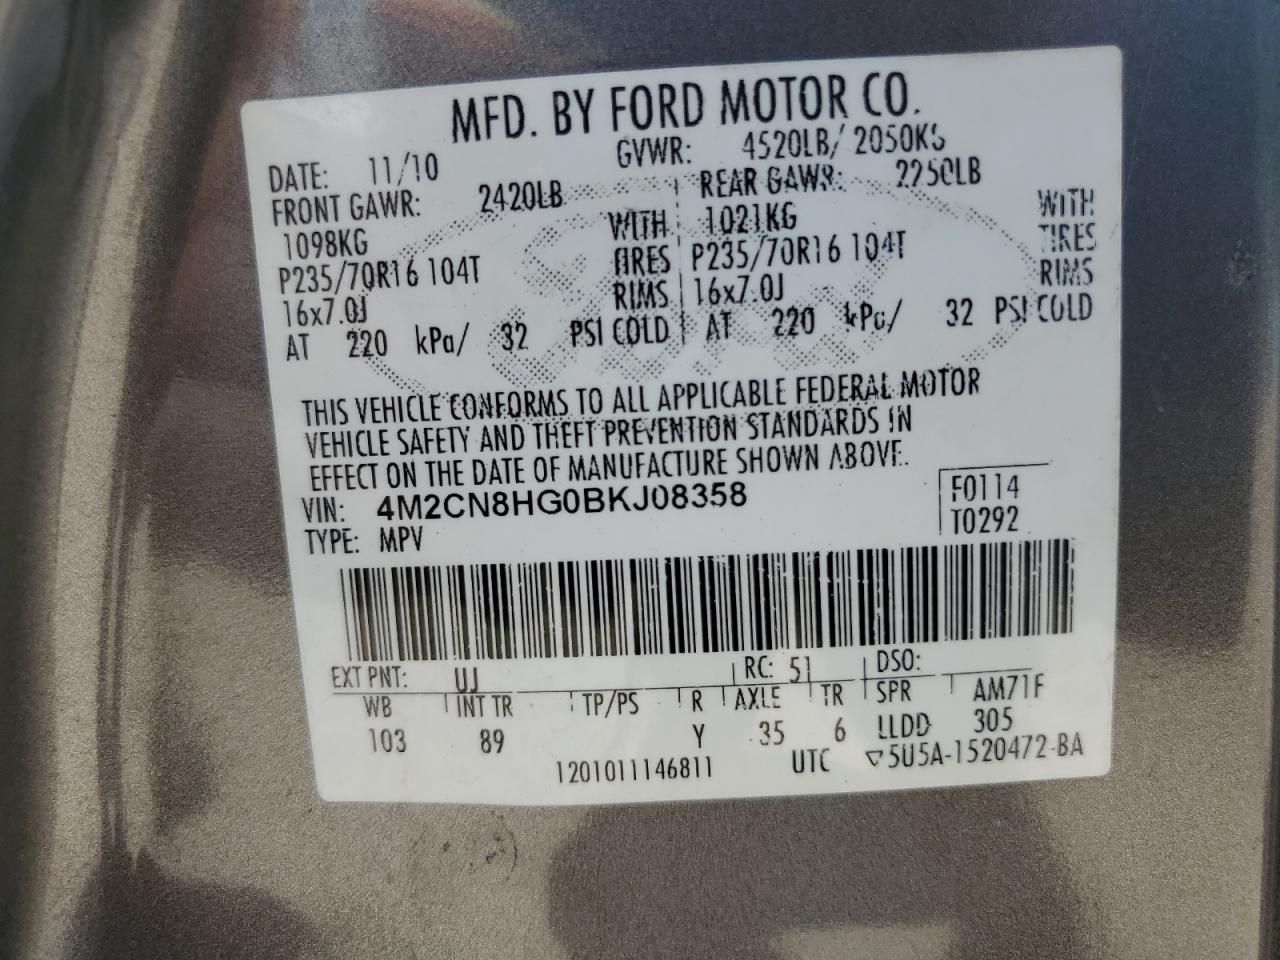 MFD. BY FORD MOTOR CO.
DATE: 11/10 GVWR: 4520LB/ 2050KG
FRONT GAWR: 2420LB REAR GAWR: 2250LB
1098KG WITH 1021KG WITH
P235/70R16 104T TIRES P235/70R16 104T TIRES
16x7.0J RIMS 16x7.0J RIMS
AT 220 kPa/ 32 PSI COLD AT 220 kPa/ 32 PSI COLD
THIS VEHICLE CONFORMS TO ALL APPLICABLE FEDERAL MOTOR
VEHICLE SAFETY AND THEFT PREVENTION STANDARDS IN
EFFECT ON THE DATE OF MANUFACTURE SHOWN ABOVE.
VIN: 4M2CN8HG0BKJ08358 F0114
TYPE: MPV T0292
EXT PNT: UJ RC: 51 DSO:
WB INT TR TP/PS R AXLE TR SPR AM71F
103 89 Y 35 6 LLDD 305
1201011146811 UTC ▽5U5A-1520472-BA